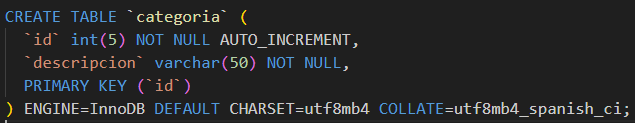 CREATE TABLE `categoria` (
  `id` int(5) NOT NULL AUTO_INCREMENT,
  `descripcion` varchar(50) NOT NULL,
  PRIMARY KEY (`id`)
) ENGINE=InnoDB DEFAULT CHARSET=utf8mb4 COLLATE=utf8mb4_spanish_ci;